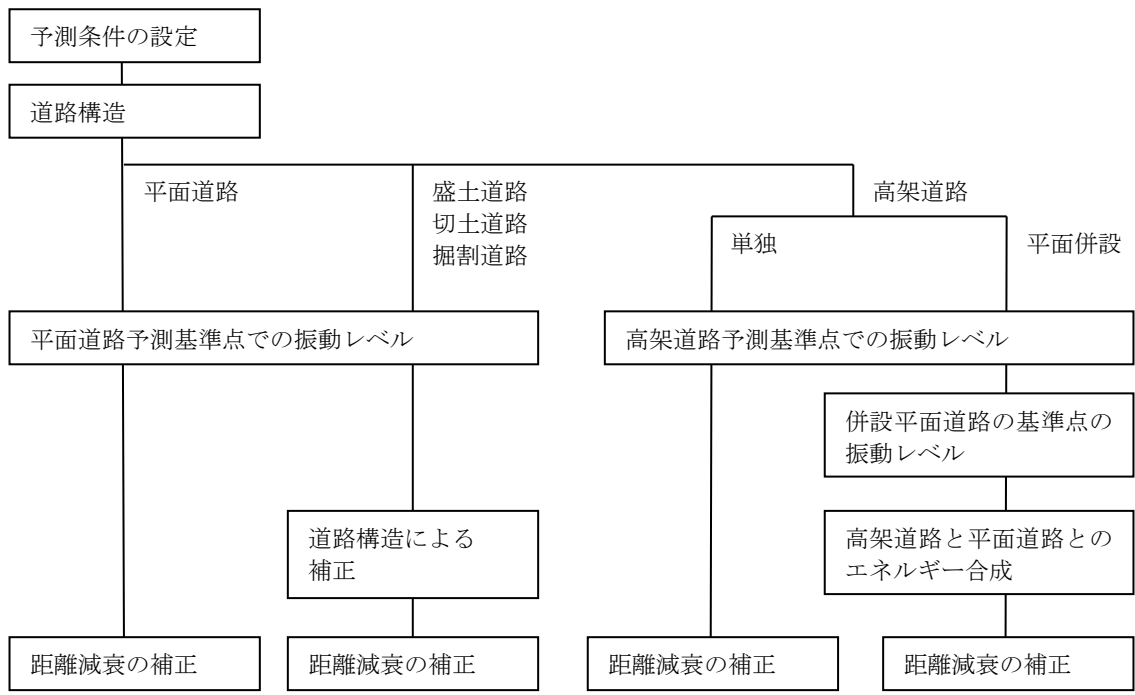 予測条件の設定
道路構造
平面道路
盛土道路
切土道路
掘割道路
高架道路
単独
平面併設
平面道路予測基準点での振動レベル
高架道路予測基準点での振動レベル
併設平面道路の基準点の
振動レベル
道路構造による
補正
高架道路と平面道路との
エネルギー合成
距離減衰の補正
距離減衰の補正
距離減衰の補正
距離減衰の補正